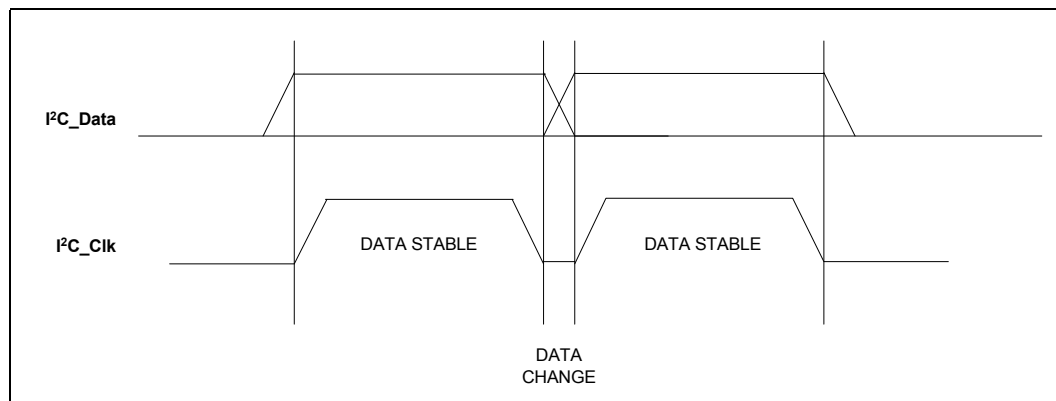 I²C_Data
I²C_Clk
DATA STABLE
DATA STABLE
DATA
CHANGE